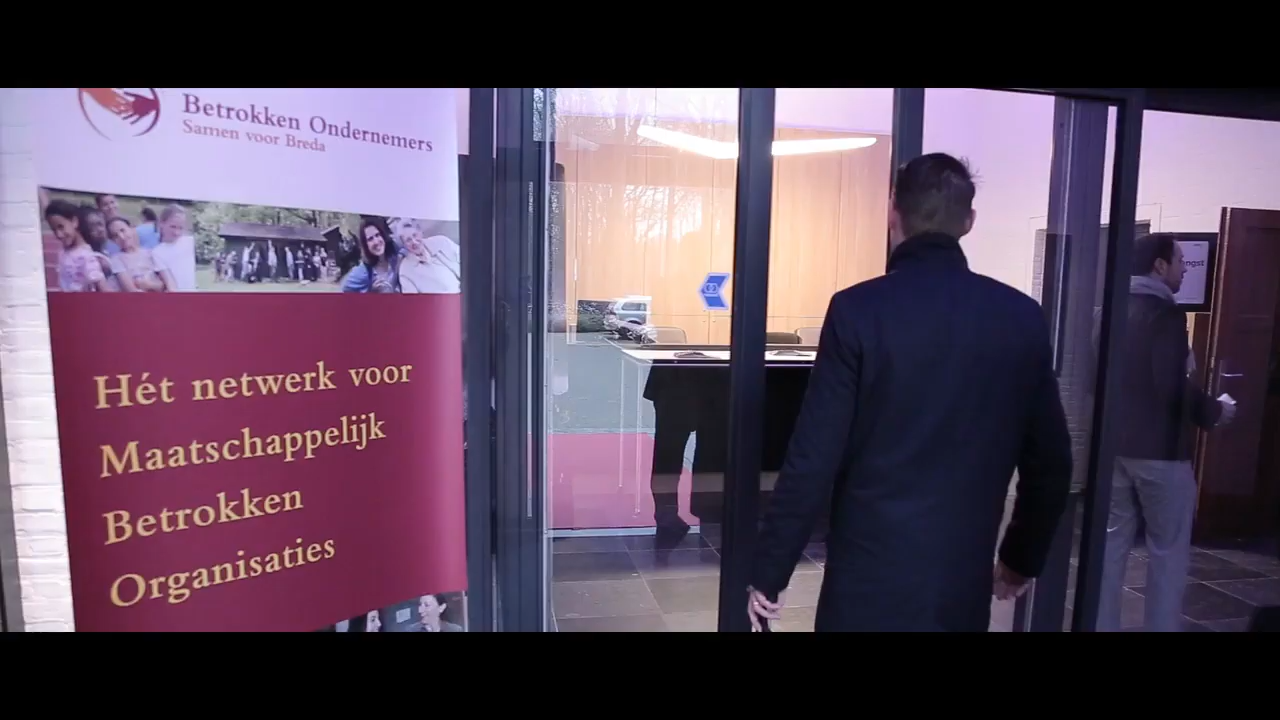 Betrokken Ondernemers
Samen voor Breda
Hét netwerk voor
Maatschappelijk
Betrokken
Organisaties